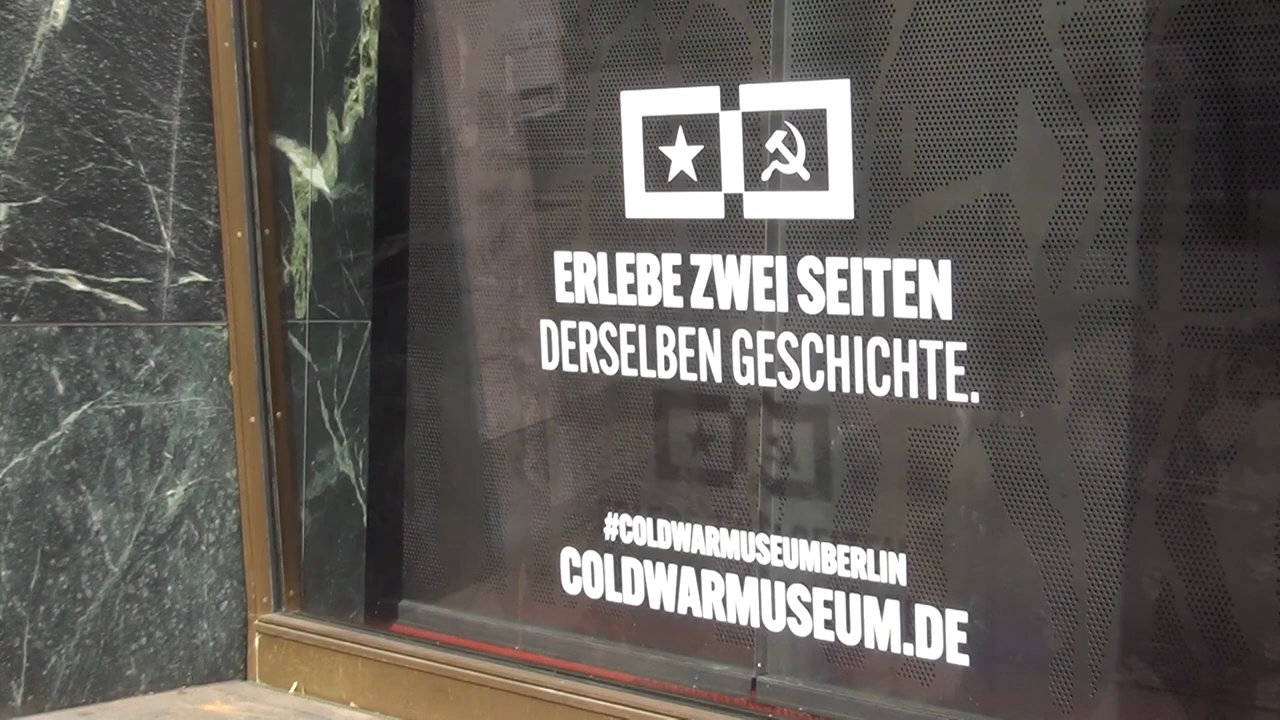 ERLEBE ZWEI SEITEN
DERSELBEN GESCHICHTE.
#COLDWARMUSEUMBERLIN
COLDWARMUSEUM.DE